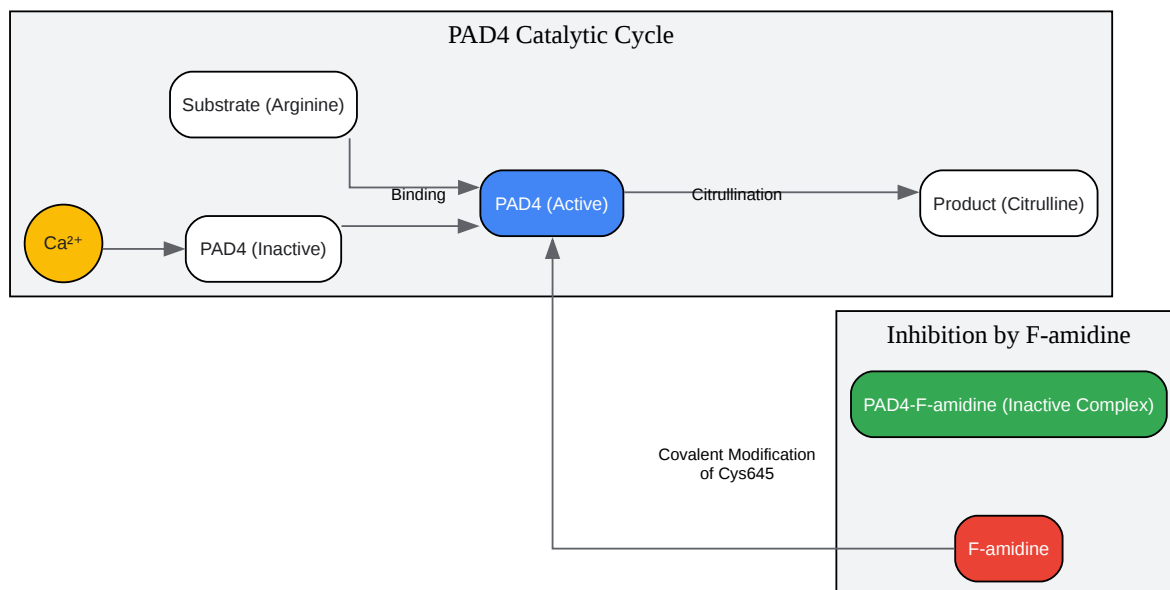 PAD4 Catalytic Cycle
Substrate (Arginine)
Binding
PAD4 (Active)
Citrullination
Product (Citrulline)
Ca²⁺
PAD4 (Inactive)
Inhibition by F-amidine
PAD4-F-amidine (Inactive Complex)
Covalent Modification
of Cys645
F-amidine